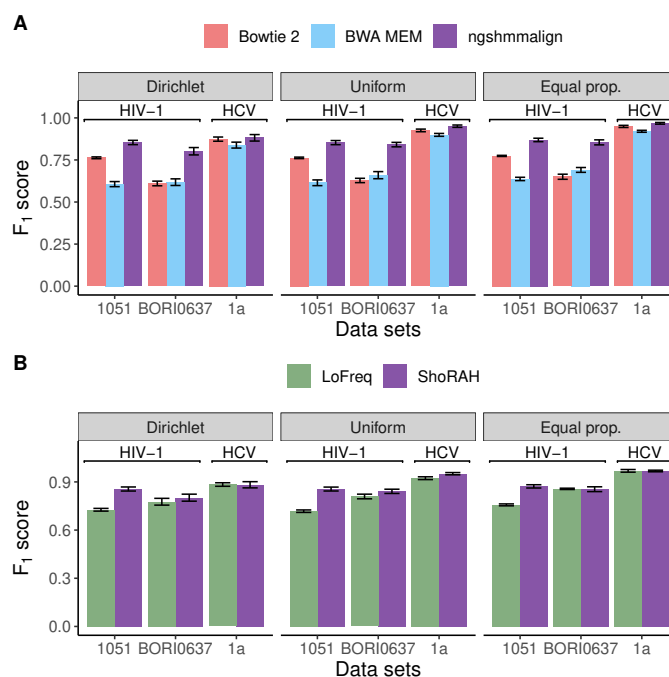 A
Bowtie 2 BWA MEM ngshmmalign
Dirichlet Uniform Equal prop.
HIV−1 HCV HIV−1 HCV HIV−1 HCV
1.00
0.75
0.50
0.25
0.00
F1 score
1051 BORI0637 1a 1051 BORI0637 1a 1051 BORI0637 1a
Data sets
B
LoFreq ShoRAH
Dirichlet Uniform Equal prop.
HIV−1 HCV HIV−1 HCV HIV−1 HCV
0.9
0.6
0.3
0.0
F1 score
1051 BORI0637 1a 1051 BORI0637 1a 1051 BORI0637 1a
Data sets